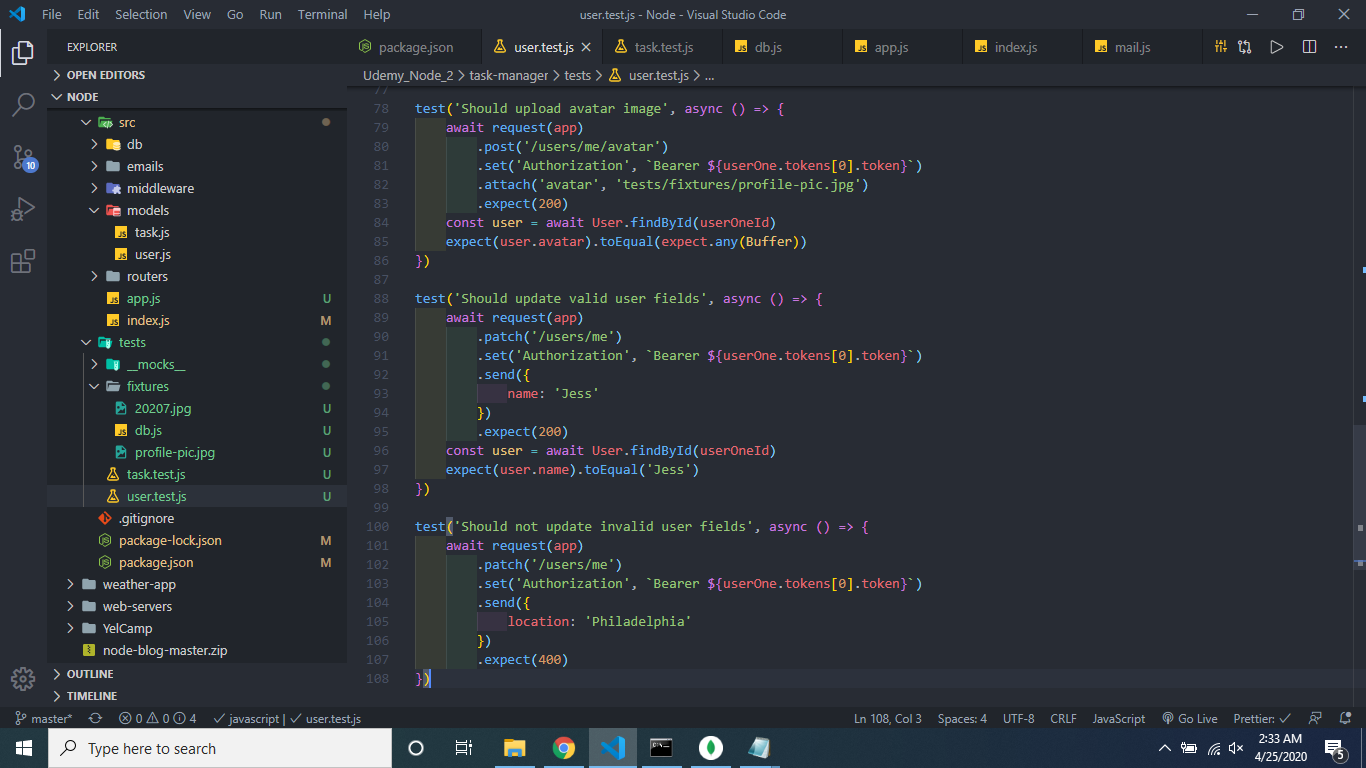 File Edit Selection View Go Run Terminal Help user.test.js - Node - Visual Studio Code
EXPLORER
package.json user.test.js task.test.js db.js app.js index.js mail.js
OPEN EDITORS
Udemy_Node_2 > task-manager > tests > user.test.js > ...
NODE
src
db
emails
middleware
models
task.js
user.js
routers
app.js U
index.js M
tests
__mocks__
fixtures
20207.jpg U
db.js U
profile-pic.jpg U
task.test.js U
user.test.js U
.gitignore
package-lock.json M
package.json M
weather-app
web-servers
YelCamp
node-blog-master.zip
OUTLINE
TIMELINE
10
77
78 test('Should upload avatar image', async () => {
79 await request(app)
80 .post('/users/me/avatar')
81 .set('Authorization', `Bearer ${userOne.tokens[0].token}`)
82 .attach('avatar', 'tests/fixtures/profile-pic.jpg')
83 .expect(200)
84 const user = await User.findById(userOneId)
85 expect(user.avatar).toEqual(expect.any(Buffer))
86 })
87
88 test('Should update valid user fields', async () => {
89 await request(app)
90 .patch('/users/me')
91 .set('Authorization', `Bearer ${userOne.tokens[0].token}`)
92 .send({
93 name: 'Jess'
94 })
95 .expect(200)
96 const user = await User.findById(userOneId)
97 expect(user.name).toEqual('Jess')
98 })
99
100 test('Should not update invalid user fields', async () => {
101 await request(app)
102 .patch('/users/me')
103 .set('Authorization', `Bearer ${userOne.tokens[0].token}`)
104 .send({
105 location: 'Philadelphia'
106 })
107 .expect(400)
108 })
master* 0 0 4 javascript | user.test.js Ln 108, Col 3 Spaces: 4 UTF-8 CRLF JavaScript Go Live Prettier:
Type here to search
2:33 AM
4/25/2020
5